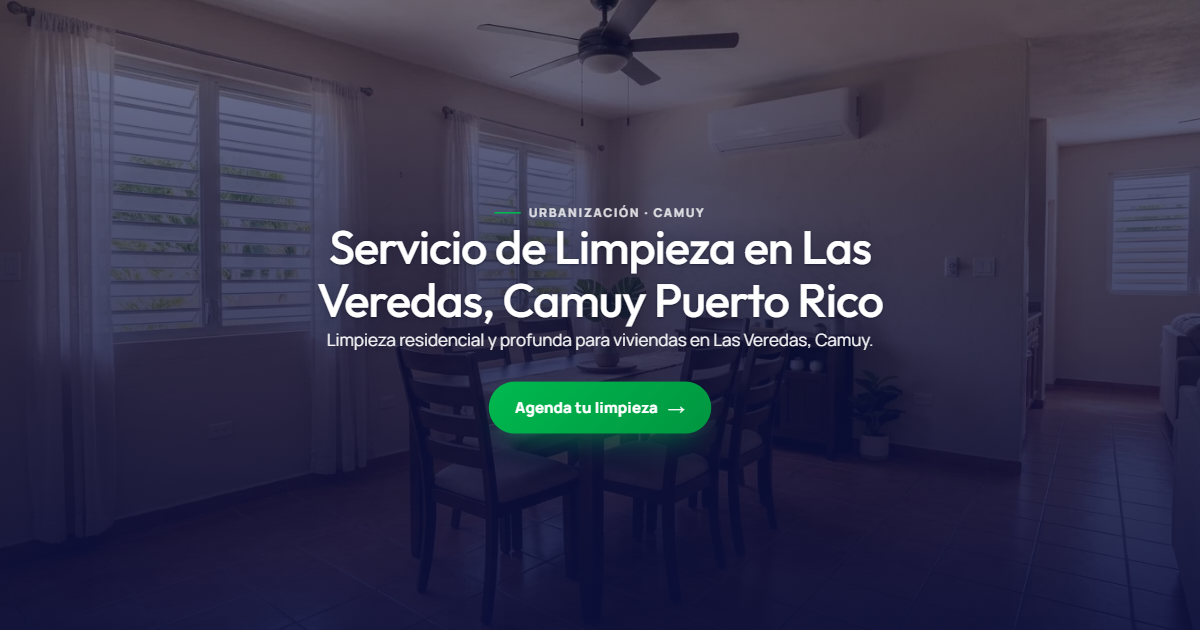 URBANIZACIÓN · CAMUY
Servicio de Limpieza en Las
Veredas, Camuy Puerto Rico
Limpieza residencial y profunda para viviendas en Las Veredas, Camuy.
Agenda tu limpieza →